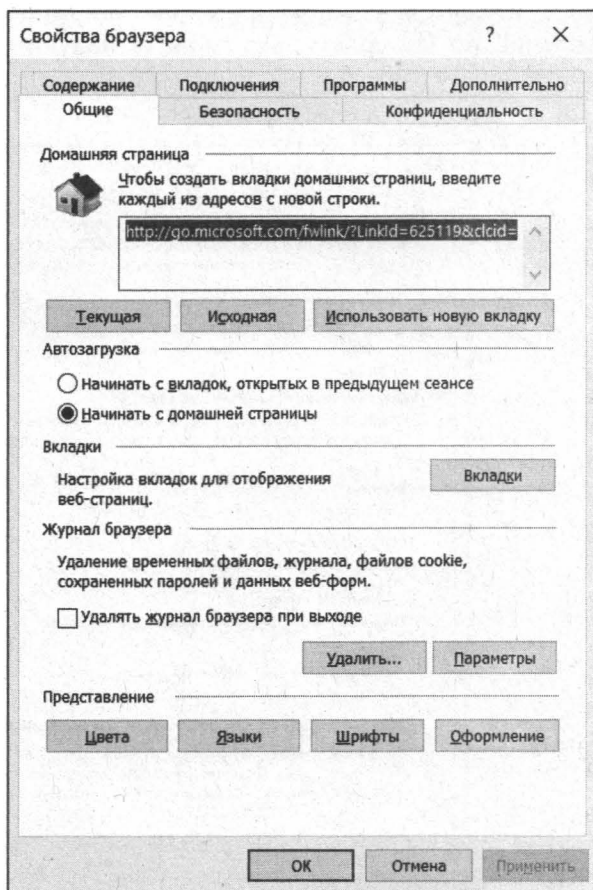 Свойства браузера ? ×
Содержание Подключения Программы Дополнительно
Общие Безопасность Конфиденциальность
Домашняя страница
Чтобы создать вкладки домашних страниц, введите
каждый из адресов с новой строки.
http://go.microsoft.com/fwlink/?LinkId=625119&clcid=
Текущая Исходная Использовать новую вкладку
Автозагрузка
Начинать с вкладок, открытых в предыдущем сеансе
Начинать с домашней страницы
Вкладки
Настройка вкладок для отображения
веб-страниц.
Вкладки
Журнал браузера
Удаление временных файлов, журнала, файлов cookie,
сохраненных паролей и данных веб-форм.
Удалять журнал браузера при выходе
Удалить... Параметры
Представление
Цвета Языки Шрифты Оформление
ОК Отмена Применить